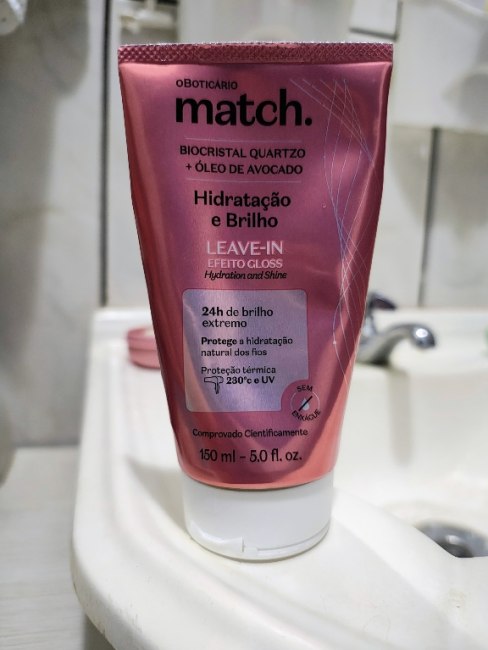 oBOTICÁRIO
match.
BIOCRISTAL QUARTZO
+ ÓLEO DE AVOCADO
Hidratação
e Brilho
LEAVE-IN
EFEITO GLOSS
Hydration and Shine
24h de brilho
extremo
Protege a hidratação
natural dos fios
Proteção térmica
230°c e UV
SEM
ENXÁGUE
Comprovado Cientificamente
150 ml - 5.0 fl. oz.